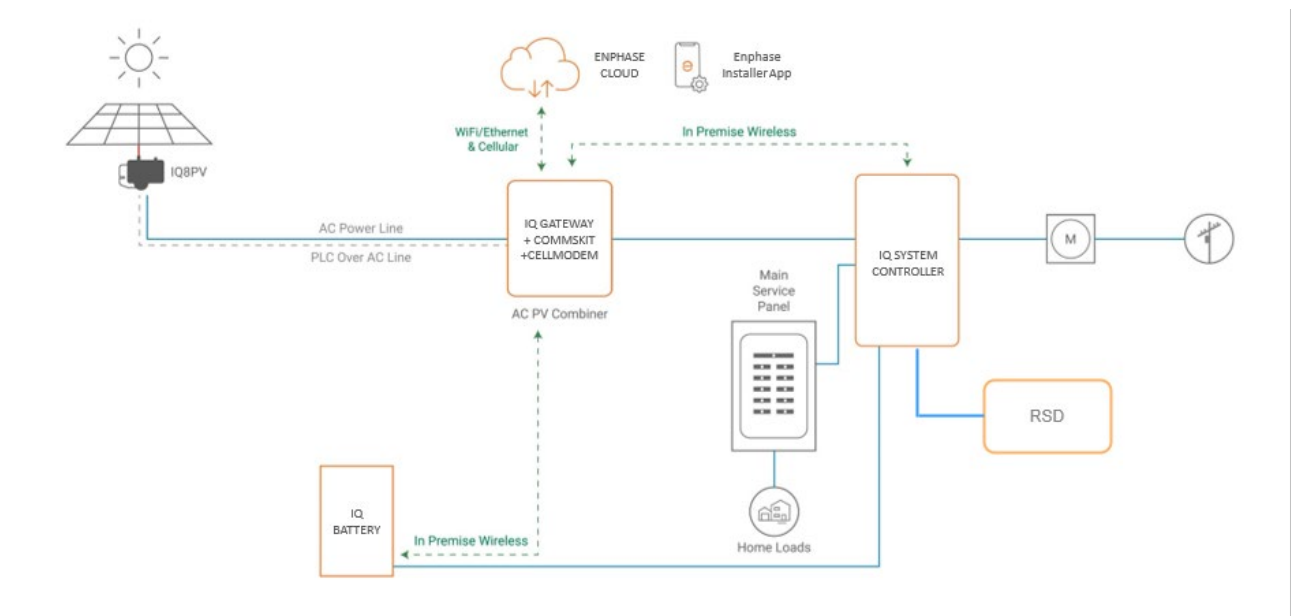 ENPHASE
CLOUD
Enphase
Installer App
WiFi/Ethernet
& Cellular
In Premise Wireless
IQ8PV
AC Power Line
PLC Over AC Line
IQ GATEWAY
+ COMMSKIT
+CELLMODEM
AC PV Combiner
IQ SYSTEM
CONTROLLER
M
Main
Service
Panel
RSD
Home Loads
IQ
BATTERY
In Premise Wireless